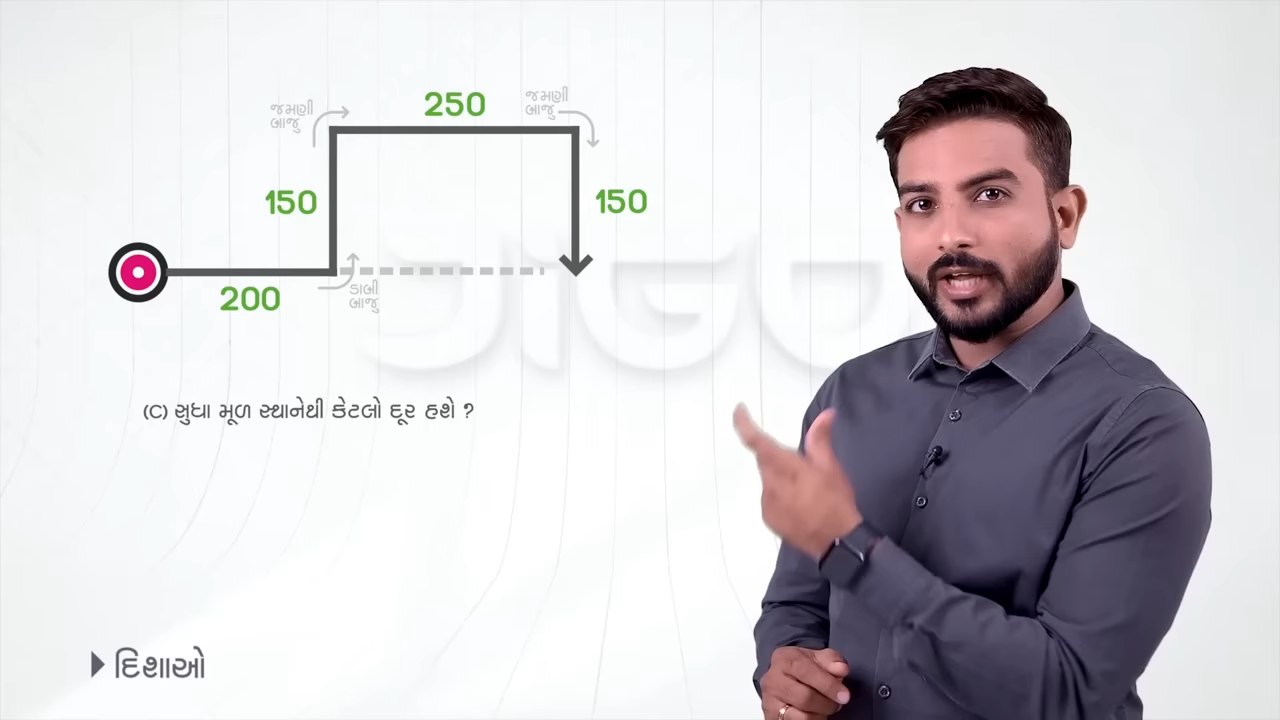 જમણી
બાજુ
250
જમણી
બાજુ
150
150
200
ડાબી
બાજુ
(C) સુધા મૂળ સ્થાનેથી કેટલો દૂર હશે ?
દિશાઓ